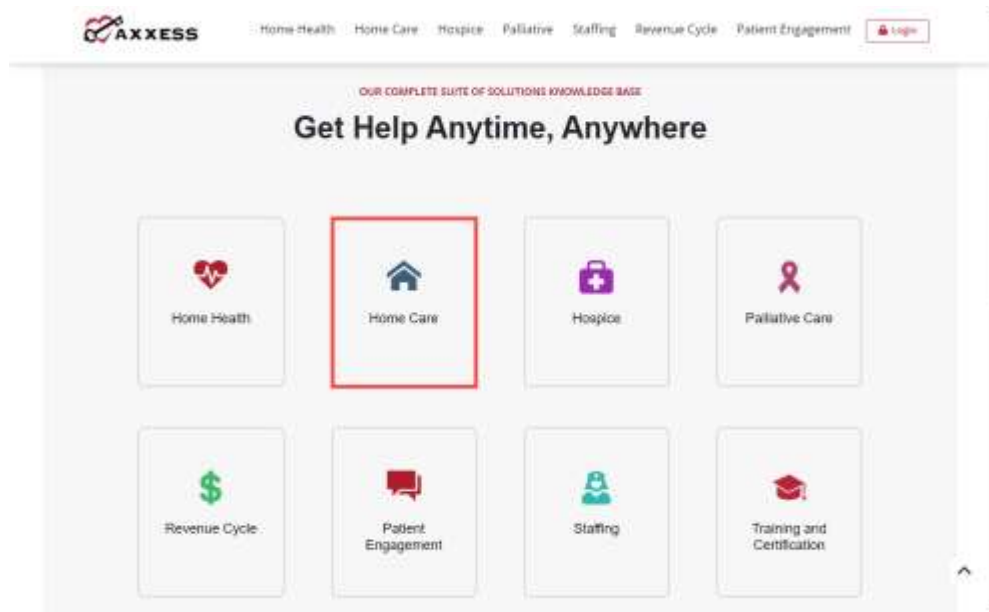 AXXESS
Home Health Home Care Hospice Palliative Staffing Revenue Cycle Patient Engagement Login
OUR COMPLETE SUITE OF SOLUTIONS KNOWLEDGE BASE
Get Help Anytime, Anywhere
Home Health Home Care Hospice Palliative Care
Revenue Cycle Patient Engagement Staffing Training and Certification